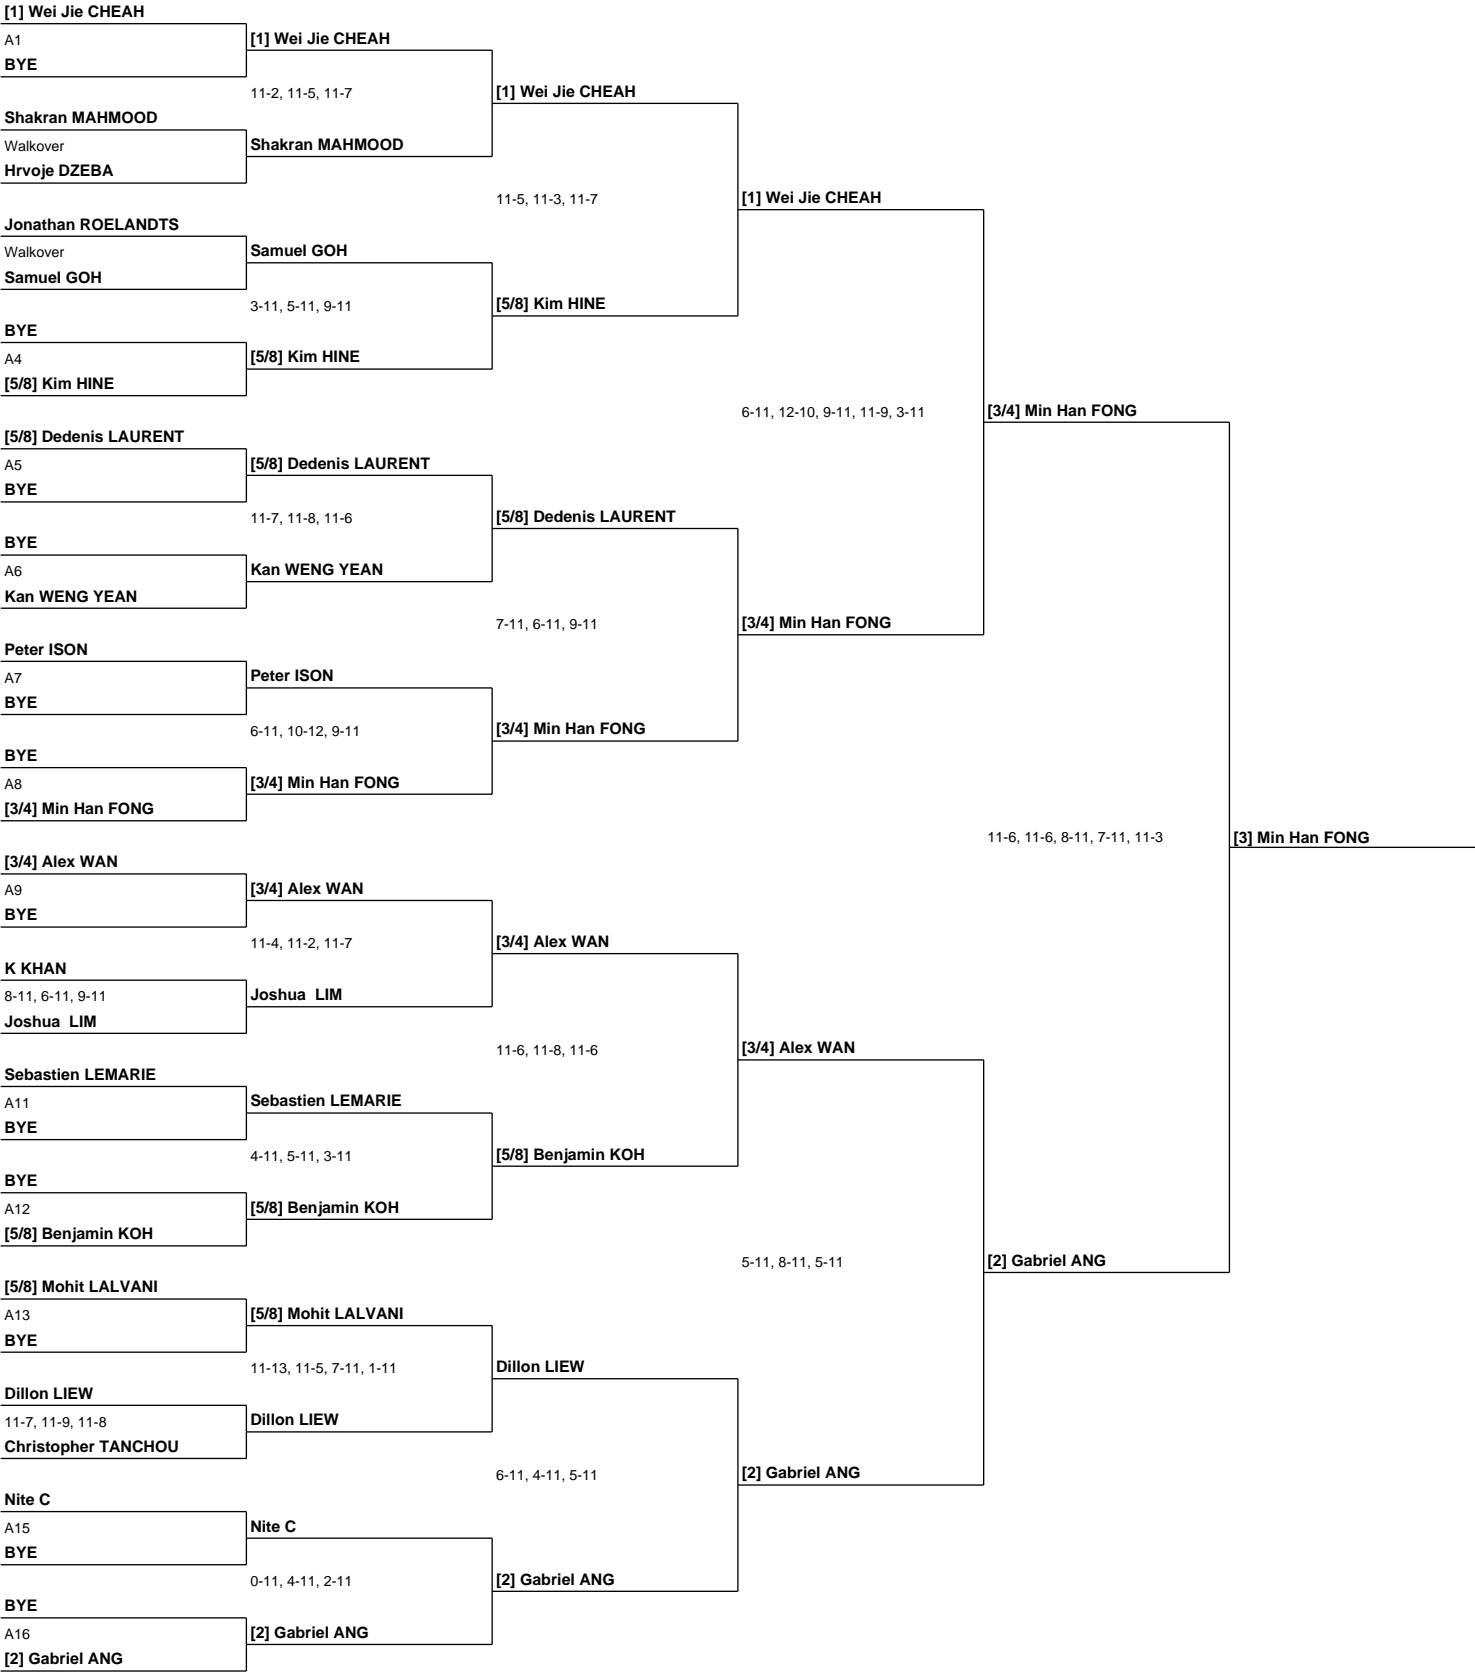 [1] Wei Jie CHEAH
A1
BYE
Shakran MAHMOOD
Walkover
Hrvoje DZEBA
Jonathan ROELANDTS
Walkover
Samuel GOH
BYE
A4
[5/8] Kim HINE
[5/8] Dedenis LAURENT
A5
BYE
BYE
A6
Kan WENG YEAN
Peter ISON
A7
BYE
BYE
A8
[3/4] Min Han FONG
[3/4] Alex WAN
A9
BYE
K KHAN
8-11, 6-11, 9-11
Joshua  LIM
Sebastien LEMARIE
A11
BYE
BYE
A12
[5/8] Benjamin KOH
[5/8] Mohit LALVANI
A13
BYE
Dillon LIEW
11-7, 11-9, 11-8
Christopher TANCHOU
Nite C
A15
BYE
BYE
A16
[2] Gabriel ANG
[1] Wei Jie CHEAH
11-2, 11-5, 11-7
Shakran MAHMOOD
Samuel GOH
3-11, 5-11, 9-11
[5/8] Kim HINE
[5/8] Dedenis LAURENT
11-7, 11-8, 11-6
Kan WENG YEAN
Peter ISON
6-11, 10-12, 9-11
[3/4] Min Han FONG
[3/4] Alex WAN
11-4, 11-2, 11-7
Joshua  LIM
Sebastien LEMARIE
4-11, 5-11, 3-11
[5/8] Benjamin KOH
[5/8] Mohit LALVANI
11-13, 11-5, 7-11, 1-11
Dillon LIEW
Nite C
0-11, 4-11, 2-11
[2] Gabriel ANG
[1] Wei Jie CHEAH
11-5, 11-3, 11-7
[5/8] Kim HINE
[5/8] Dedenis LAURENT
7-11, 6-11, 9-11
[3/4] Min Han FONG
[3/4] Alex WAN
11-6, 11-8, 11-6
[5/8] Benjamin KOH
Dillon LIEW
6-11, 4-11, 5-11
[2] Gabriel ANG
[1] Wei Jie CHEAH
6-11, 12-10, 9-11, 11-9, 3-11
[3/4] Min Han FONG
[3/4] Alex WAN
5-11, 8-11, 5-11
[2] Gabriel ANG
[3/4] Min Han FONG
11-6, 11-6, 8-11, 7-11, 11-3
[2] Gabriel ANG
[3] Min Han FONG